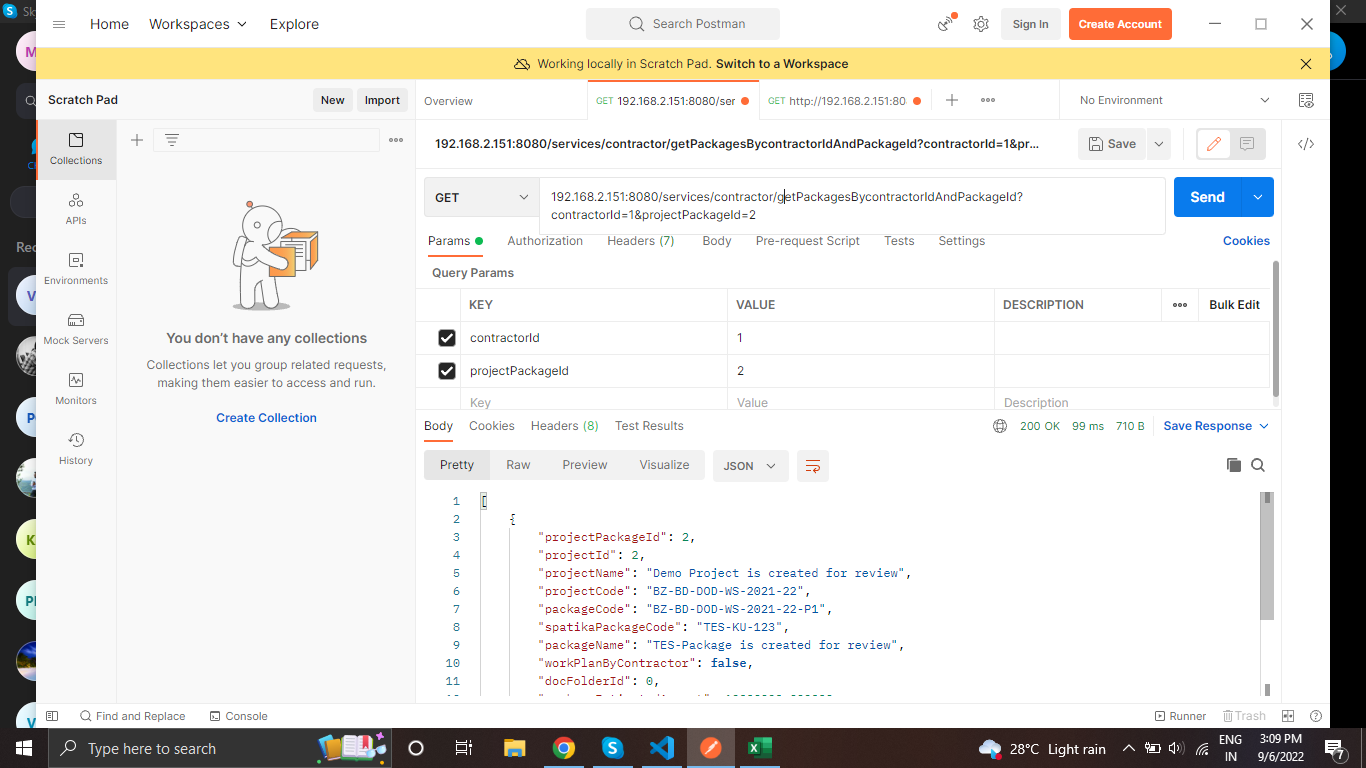 Sk
Home Workspaces Explore
Search Postman
Sign In
Create Account
Working locally in Scratch Pad. Switch to a Workspace
Scratch Pad
New
Import
Overview
GET 192.168.2.151:8080/ser
GET http://192.168.2.151:80
No Environment
Collections
APIs
Environments
Mock Servers
Monitors
History
You don't have any collections
Collections let you group related requests,
making them easier to access and run.
Create Collection
192.168.2.151:8080/services/contractor/getPackagesBycontractorIdAndPackageId?contractorId=1&pr...
Save
GET
192.168.2.151:8080/services/contractor/getPackagesBycontractorIdAndPackageId?
contractorId=1&projectPackageId=2
Send
Params Authorization Headers (7) Body Pre-request Script Tests Settings
Cookies
Query Params
KEY VALUE DESCRIPTION
Bulk Edit
contractorId 1
projectPackageId 2
Key Value Description
Body Cookies Headers (8) Test Results
200 OK 99 ms 710 B Save Response
Pretty Raw Preview Visualize JSON
1 [
2 {
3 "projectPackageId": 2,
4 "projectId": 2,
5 "projectName": "Demo Project is created for review",
6 "projectCode": "BZ-BD-DOD-WS-2021-22",
7 "packageCode": "BZ-BD-DOD-WS-2021-22-P1",
8 "spatikaPackageCode": "TES-KU-123",
9 "packageName": "TES-Package is created for review",
10 "workPlanByContractor": false,
11 "docFolderId": 0,
Find and Replace
Console
Runner
Trash
Type here to search
28°C Light rain
ENG
IN
3:09 PM
9/6/2022
7
M
Rec
V
K
V